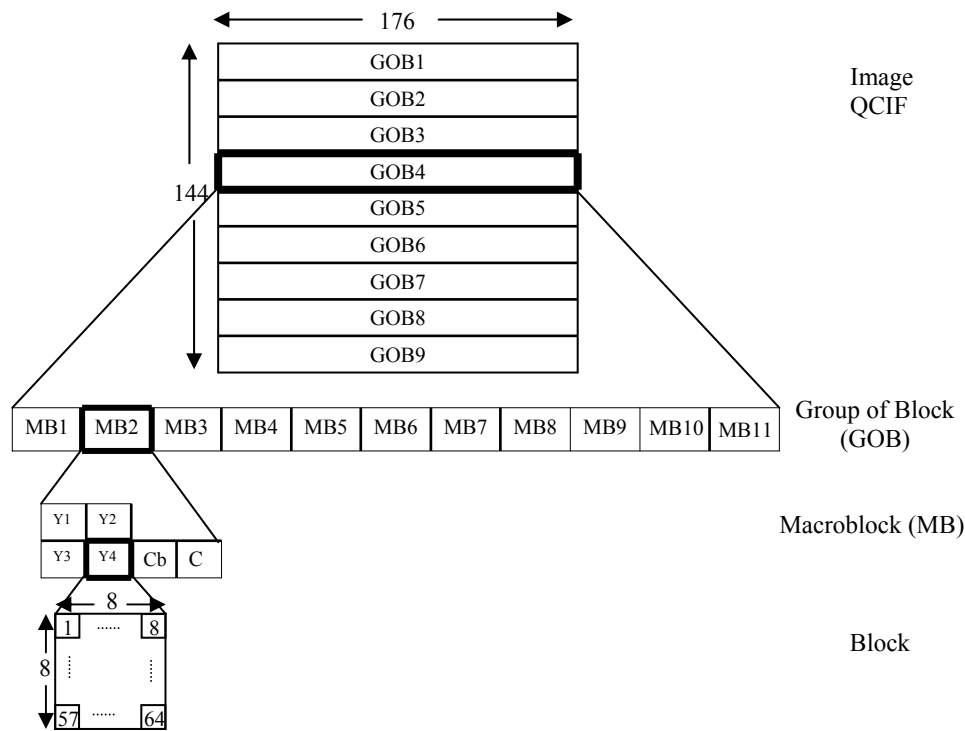 176
GOB1
GOB2
GOB3
GOB4
GOB5
GOB6
GOB7
GOB8
GOB9
144
Image
QCIF
MB1 MB2 MB3 MB4 MB5 MB6 MB7 MB8 MB9 MB10 MB11
Group of Block
(GOB)
Y1 Y2
Y3 Y4 Cb C
Macroblock (MB)
8
1 ...... 8
8 ...... ......
57 ...... 64
Block